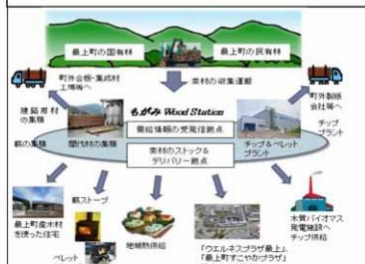 最上町の国有林
最上町の民有林
町外合板・集成材
工場等へ
素材の収集運搬
町外製紙
会社等へ
建築用材
の集積
もがみ Wood Station
需給情報の受発信拠点
チップ
プラント
薪の集積
間伐材の集積
チップ&ペレット
プラント
素材のストック&
デリバリー拠点
最上町産木材
を使った住宅
薪ストーブ
ペレット
地域熱供給
「ウエルネスプラザ最上」、
「最上町すこやかプラザ」
木質バイオマス
発電施設へ
チップ供給